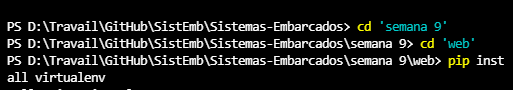 PS D:\Travail\GitHub\SistEmb\Sistemas-Embarcados> cd 'semana 9'
PS D:\Travail\GitHub\SistEmb\Sistemas-Embarcados\semana 9> cd 'web'
PS D:\Travail\GitHub\SistEmb\Sistemas-Embarcados\semana 9\web> pip inst
all virtualenv